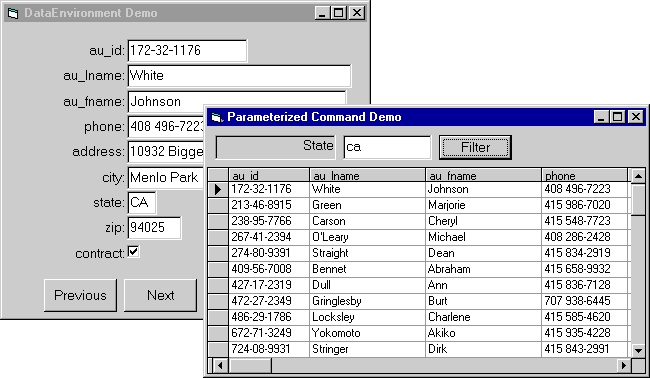 DataEnvironment Demo
au_id: 172-32-1176
au_lname: White
au_fname: Johnson
phone: 408 496-7223
address: 10932 Bigge
city: Menlo Park
state: CA
zip: 94025
contract:
Previous Next
Parameterized Command Demo
State ca Filter
au_id au_lname au_fname phone
172-32-1176 White Johnson 408 496-7223
213-46-8915 Green Marjorie 415 986-7020
238-95-7766 Carson Cheryl 415 548-7723
267-41-2394 O'Leary Michael 408 286-2428
274-80-9391 Straight Dean 415 834-2919
409-56-7008 Bennet Abraham 415 658-9932
427-17-2319 Dull Ann 415 836-7128
472-27-2349 Gringlesby Burt 707 938-6445
486-29-1786 Locksley Charlene 415 585-4620
672-71-3249 Yokomoto Akiko 415 935-4228
724-08-9931 Stringer Dirk 415 843-2991